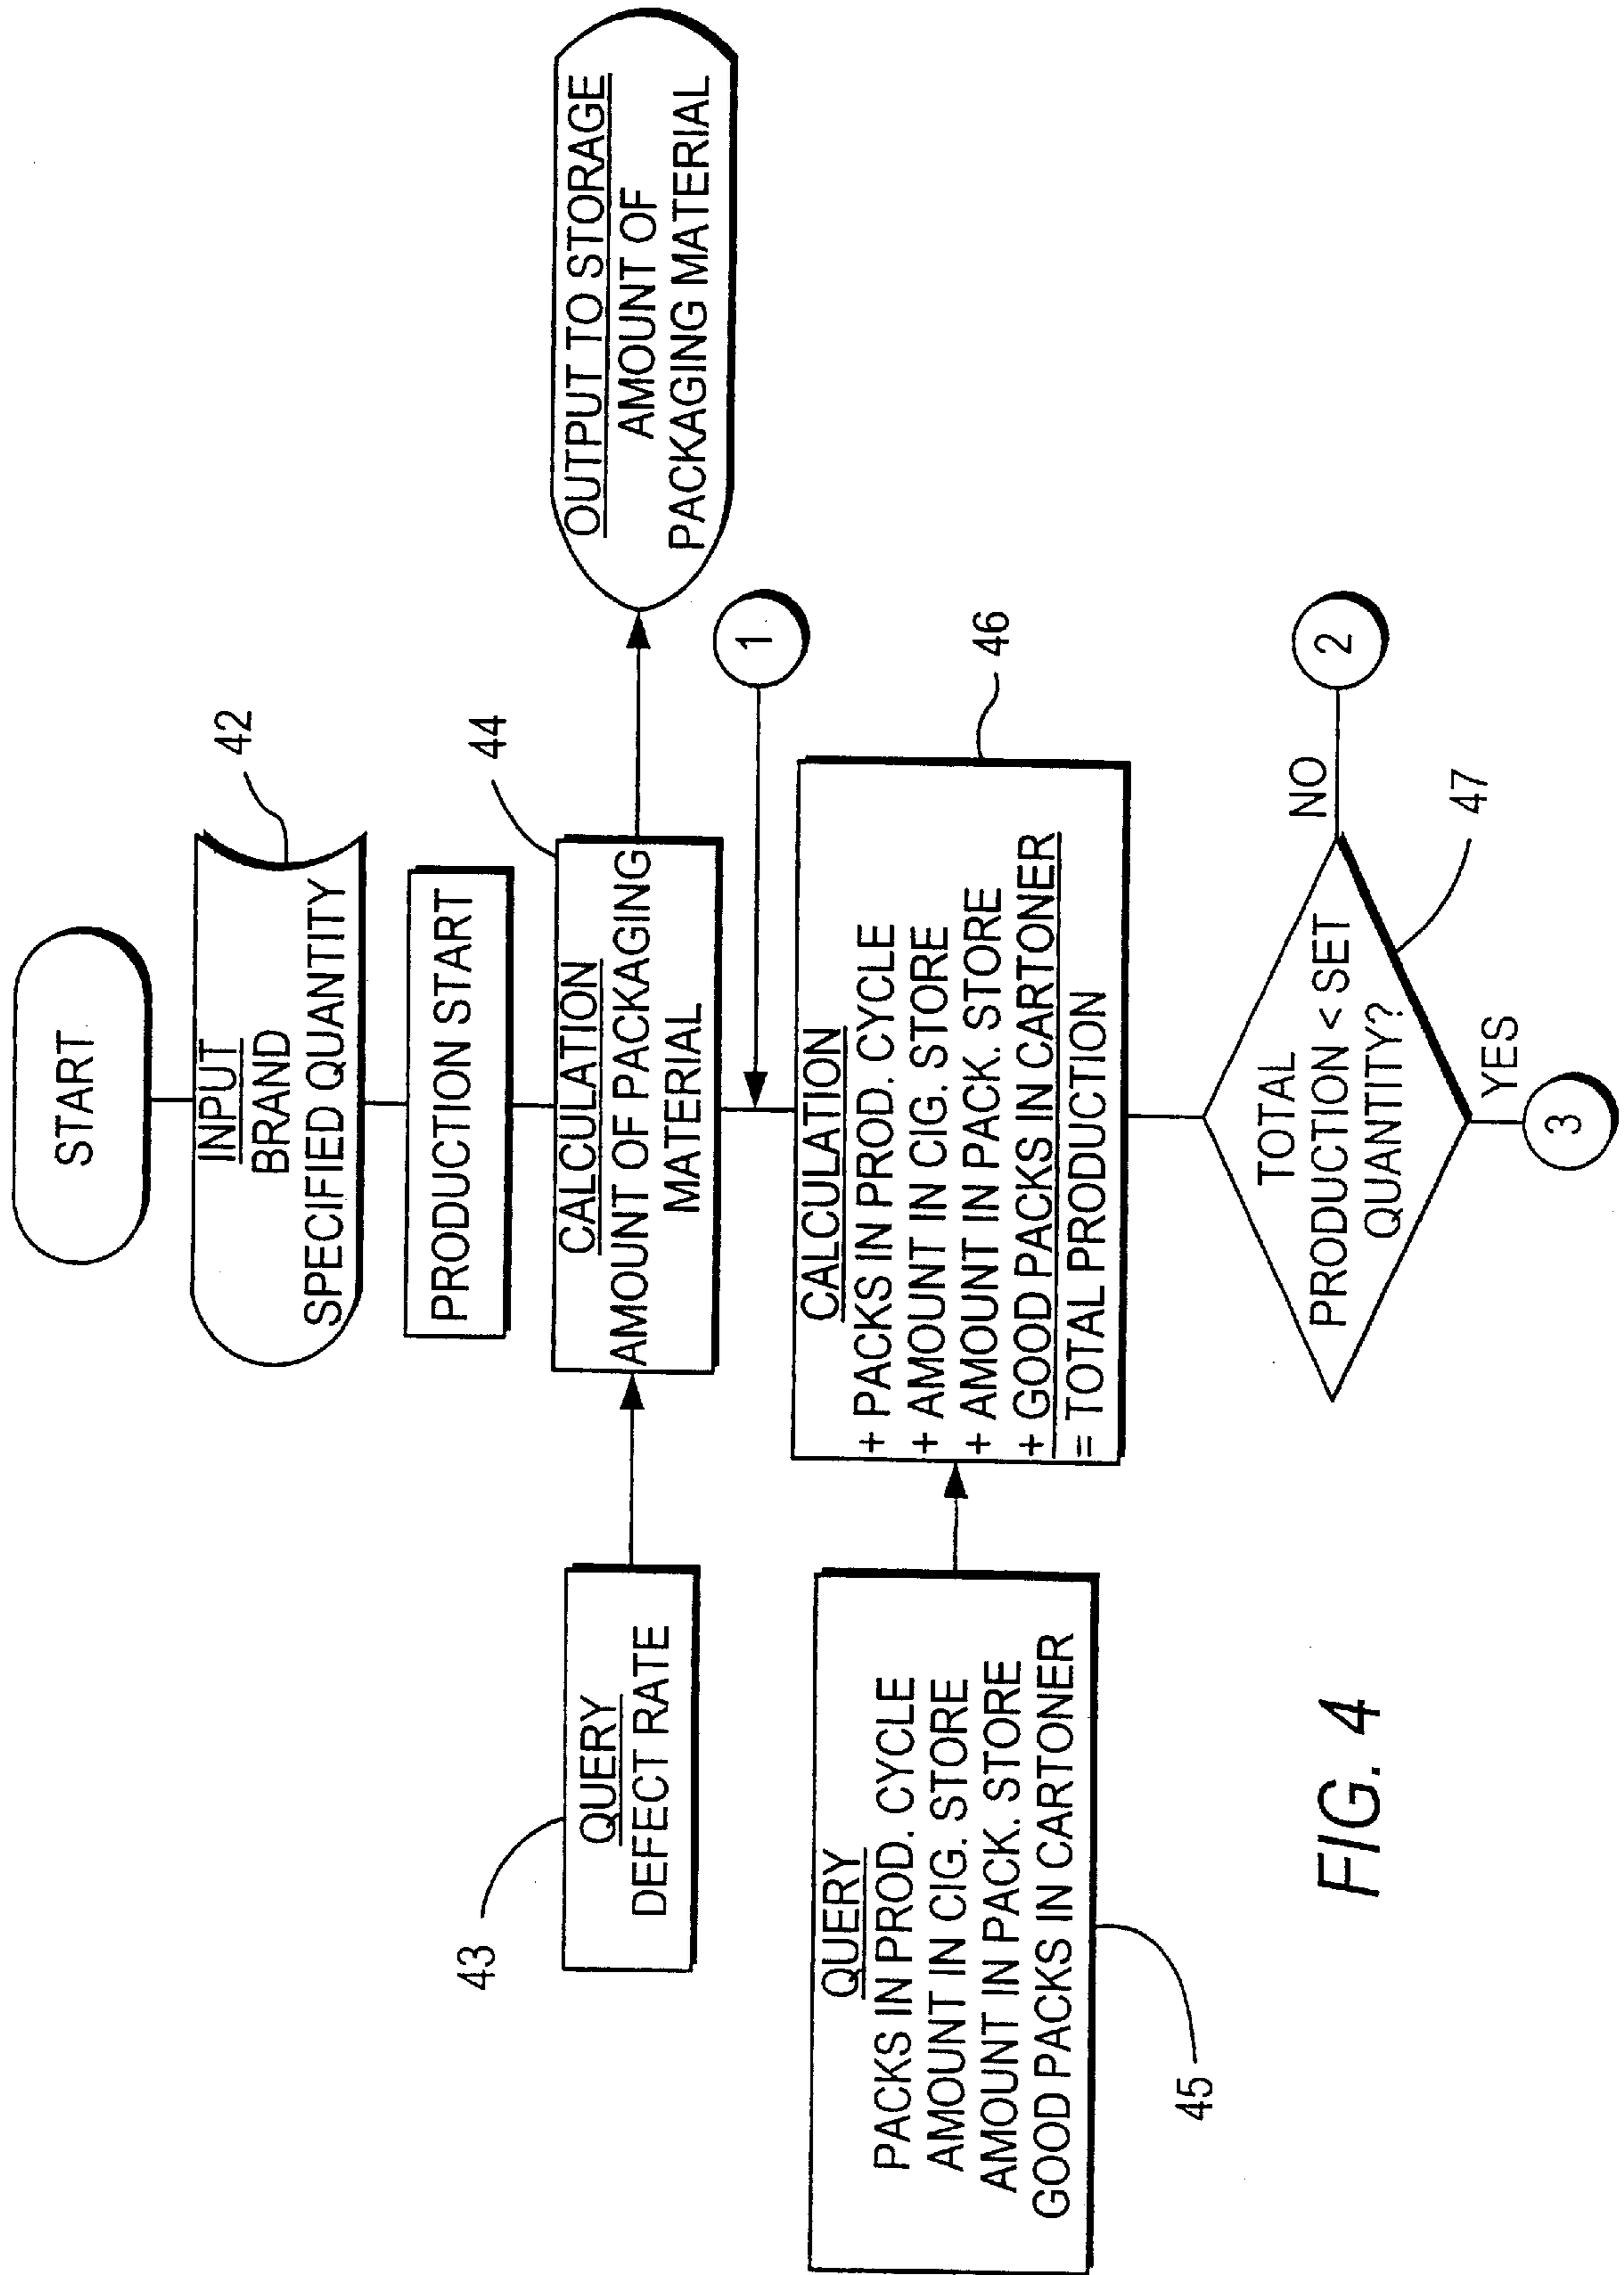 START
INPUT
BRAND
SPECIFIED QUANTITY
42
PRODUCTION START
43
QUERY
DEFECT RATE
44
CALCULATION
AMOUNT OF PACKAGING
MATERIAL
OUTPUT TO STORAGE
AMOUNT OF
PACKAGING MATERIAL
1
QUERY
PACKS IN PROD. CYCLE
AMOUNT IN CIG. STORE
AMOUNT IN PACK. STORE
GOOD PACKS IN CARTONER
45
CALCULATION
+ PACKS IN PROD. CYCLE
+ AMOUNT IN CIG. STORE
+ AMOUNT IN PACK. STORE
+ GOOD PACKS IN CARTONER
= TOTAL PRODUCTION
46
TOTAL
PRODUCTION < SET
QUANTITY?
NO
2
47
YES
3
FIG. 4